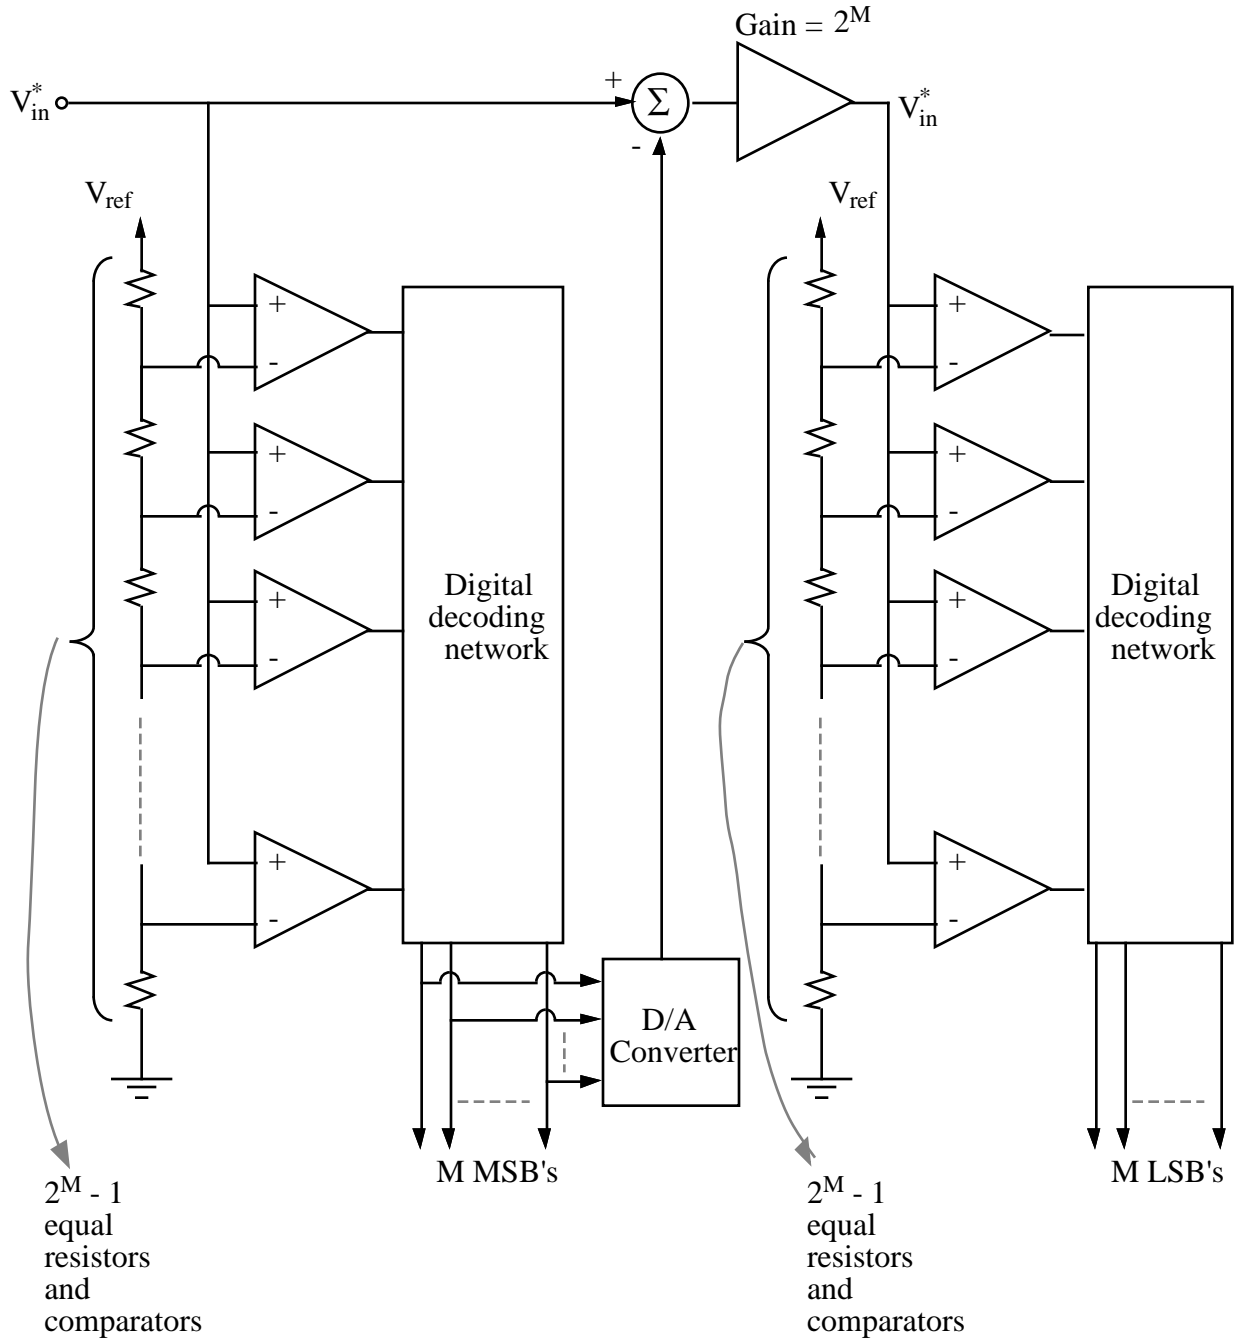 Gain = 2^M
V*in
+
Σ
-
V*in
Vref
Vref
+
-
+
-
+
-
+
-
Digital
decoding
network
+
-
+
-
+
-
+
-
Digital
decoding
network
D/A
Converter
M MSB's
M LSB's
2^M - 1
equal
resistors
and
comparators
2^M - 1
equal
resistors
and
comparators